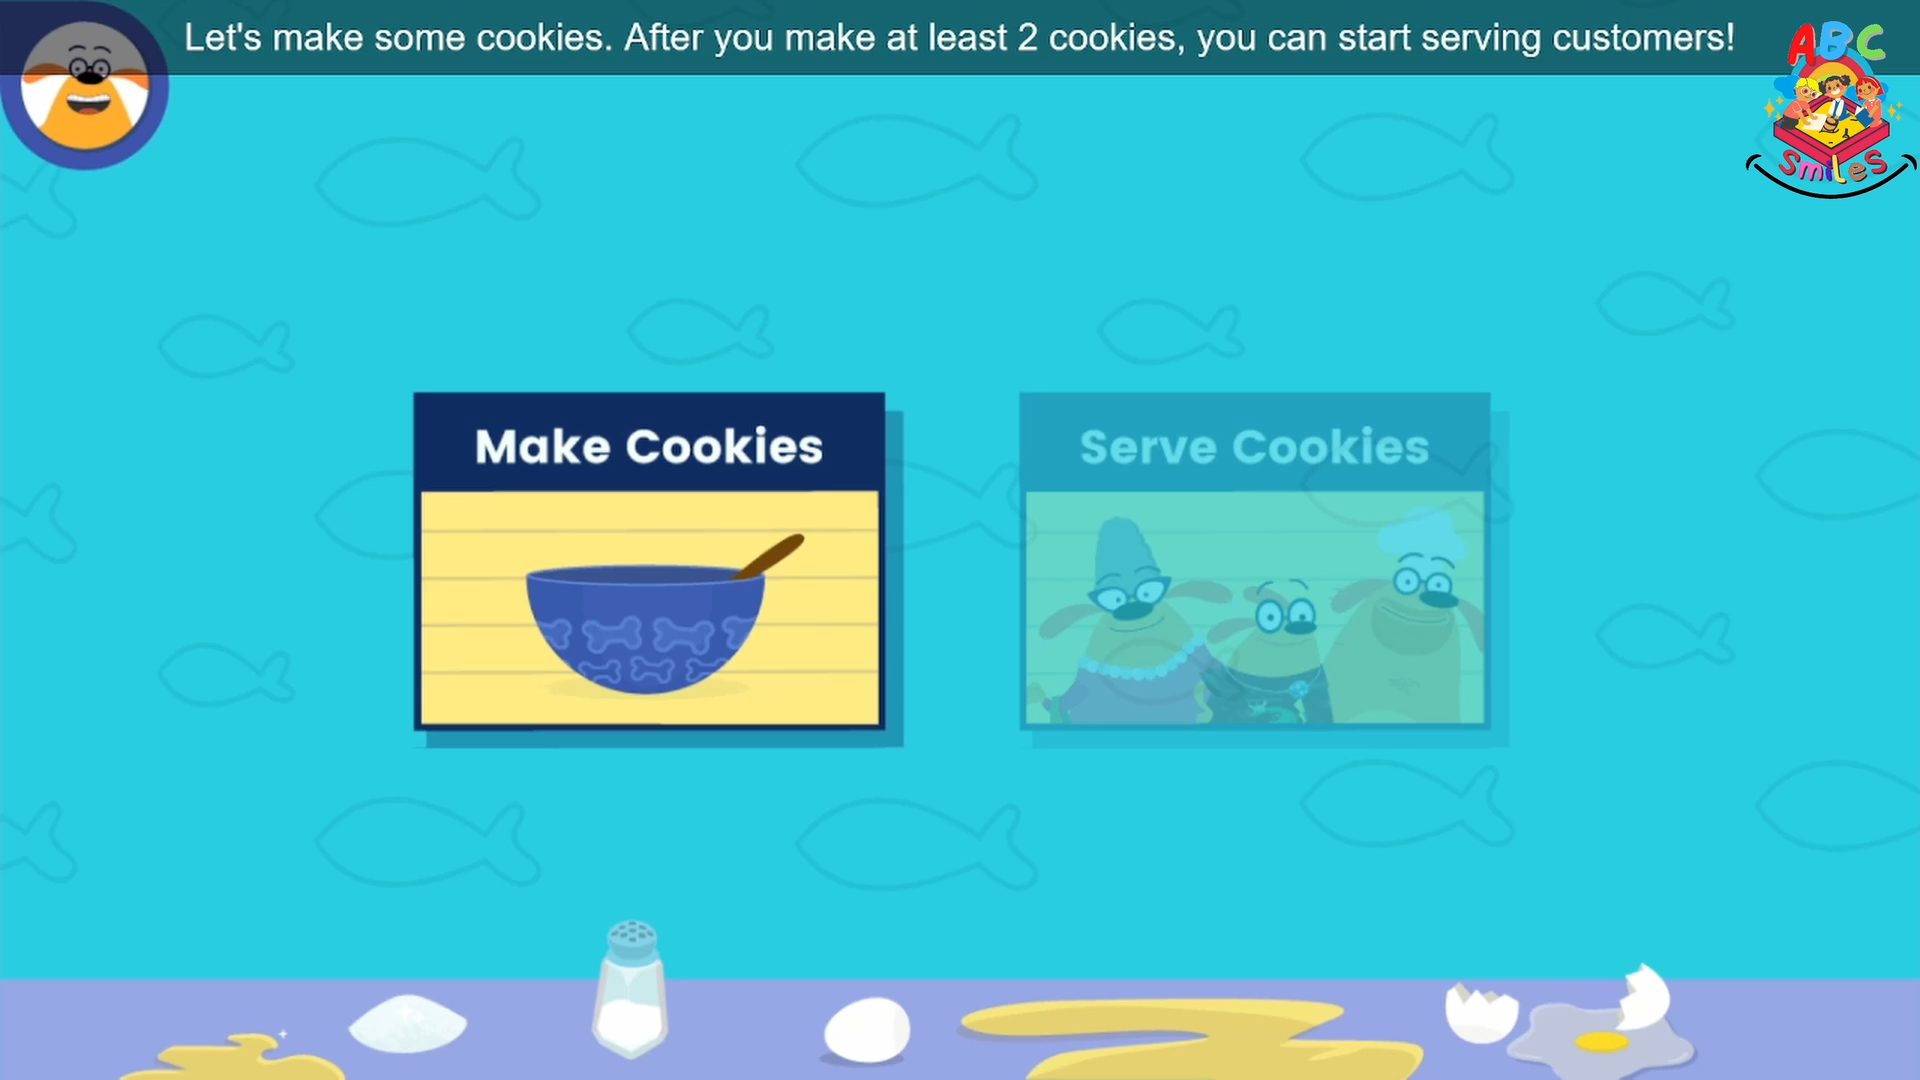 Let's make some cookies. After you make at least 2 cookies, you can start serving customers!
ABC
Smiles
Make Cookies
Serve Cookies